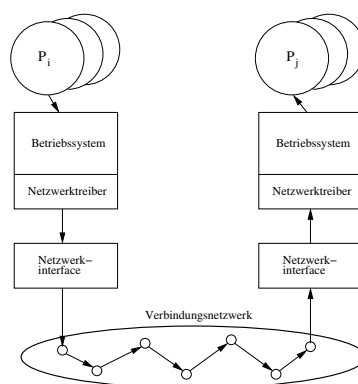 P i
P j
Betriebssystem
Betriebssystem
Netzwerktreiber
Netzwerktreiber
Netzwerk–
interface
Netzwerk–
interface
Verbindungsnetzwerk